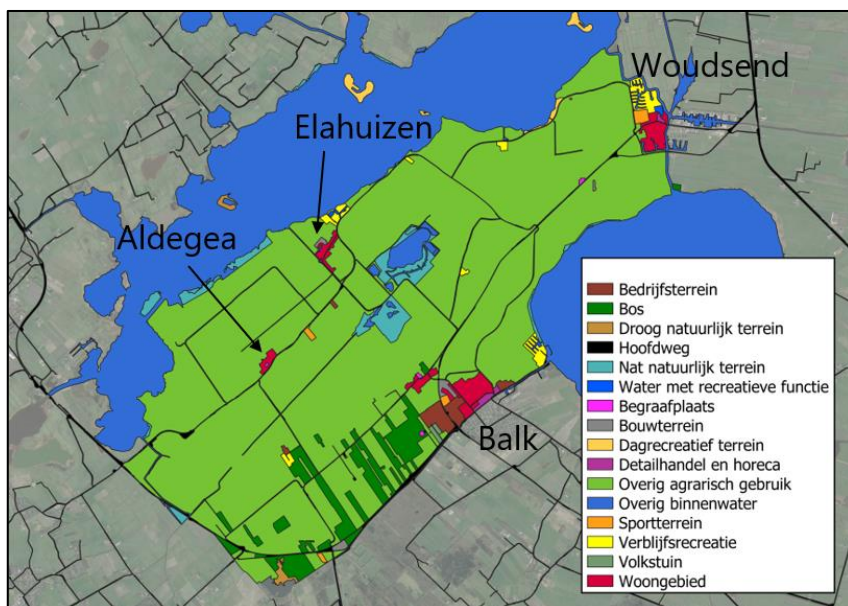 Woudsend
Elahuizen
Aldegea
Balk
Bedrijfsterrein
Bos
Droog natuurlijk terrein
Hoofdweg
Nat natuurlijk terrein
Water met recreatieve functie
Begraafplaats
Bouwterrein
Dagrecreatief terrein
Detailhandel en horeca
Overig agrarisch gebruik
Overig binnenwater
Sportterrein
Verblijfsrecreatie
Volkstuin
Woongebied